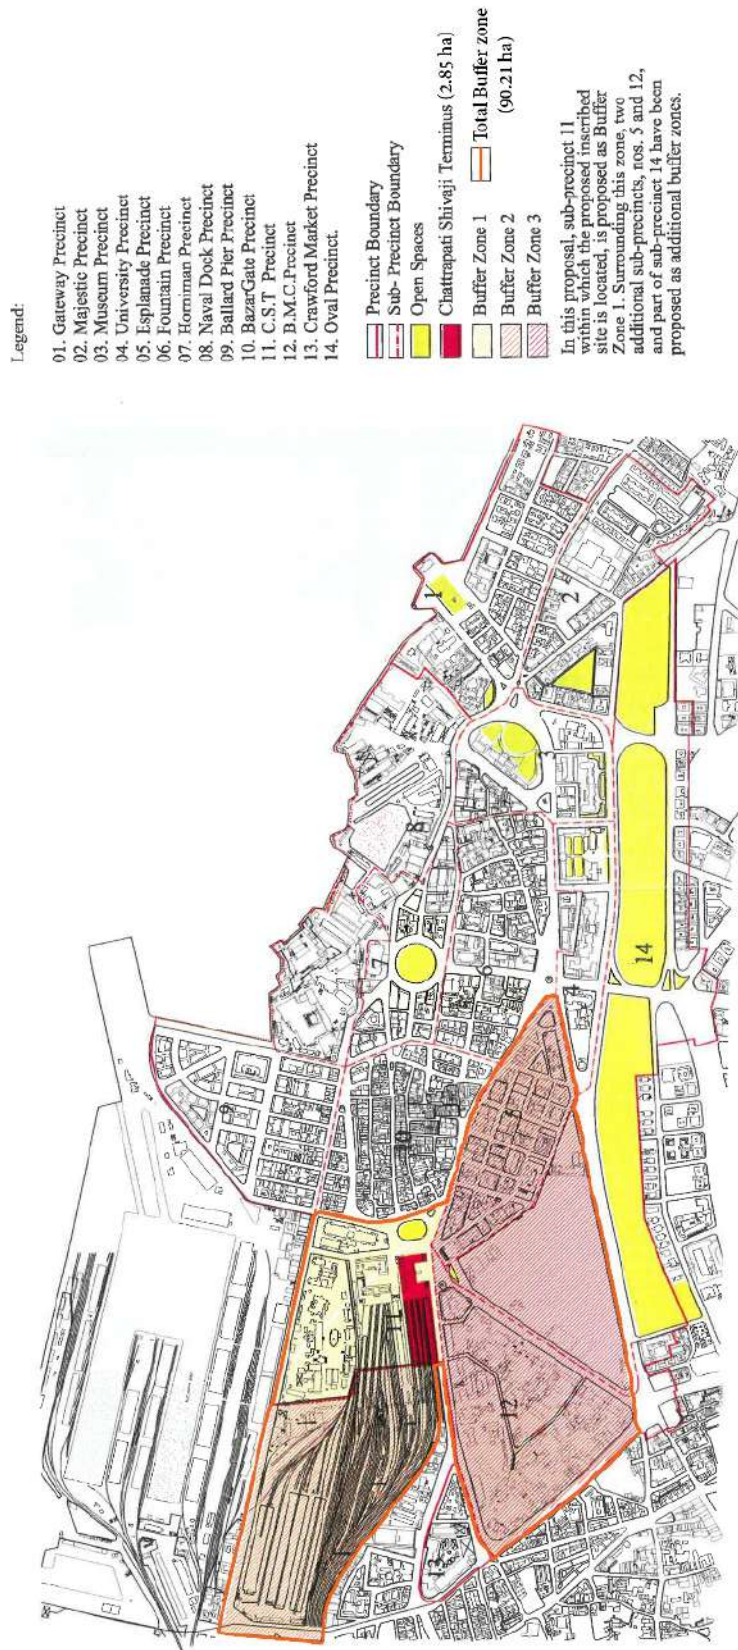 Legend:
01. Gateway Precinct
02. Majestic Precinct
03. Museum Precinct
04. University Precinct
05. Esplanade Precinct
06. Fountain Precinct
07. Horniman Precinct
08. Naval Dock Precinct
09. Ballard Pier Precinct
10. BazarGate Precinct
11. C.S.T Precinct
12. B.M.C.Precinct
13. Crawford Market Precinct
14. Oval Precinct.
Precinct Boundary
Sub- Precinct Boundary
Open Spaces
Chattrapati Shivaji Terminus (2.85 ha)
Buffer Zone 1
Buffer Zone 2
Buffer Zone 3
Total Buffer zone
(90.21 ha)
In this proposal, sub-precinct 11
within which the proposed inscribed
site is located, is proposed as Buffer
Zone 1. Surrounding this zone, two
additional sub-precincts, nos. 5 and 12,
and part of sub-precinct 14 have been
proposed as additional buffer zones.
1
2
3
4
6
7
8
9
10
11
12
13
14